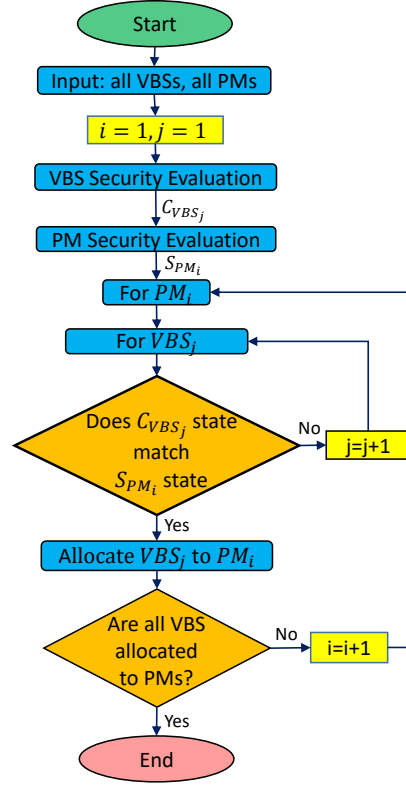 Start
Input: all VBSs, all PMs
i = 1, j = 1
VBS Security Evaluation
C_{VBS_j}
PM Security Evaluation
S_{PM_i}
For PM_i
For VBS_j
Does C_{VBS_j} state
match
S_{PM_i} state
No
j=j+1
Yes
Allocate VBS_j to PM_i
Are all VBS
allocated
to PMs?
No
i=i+1
Yes
End